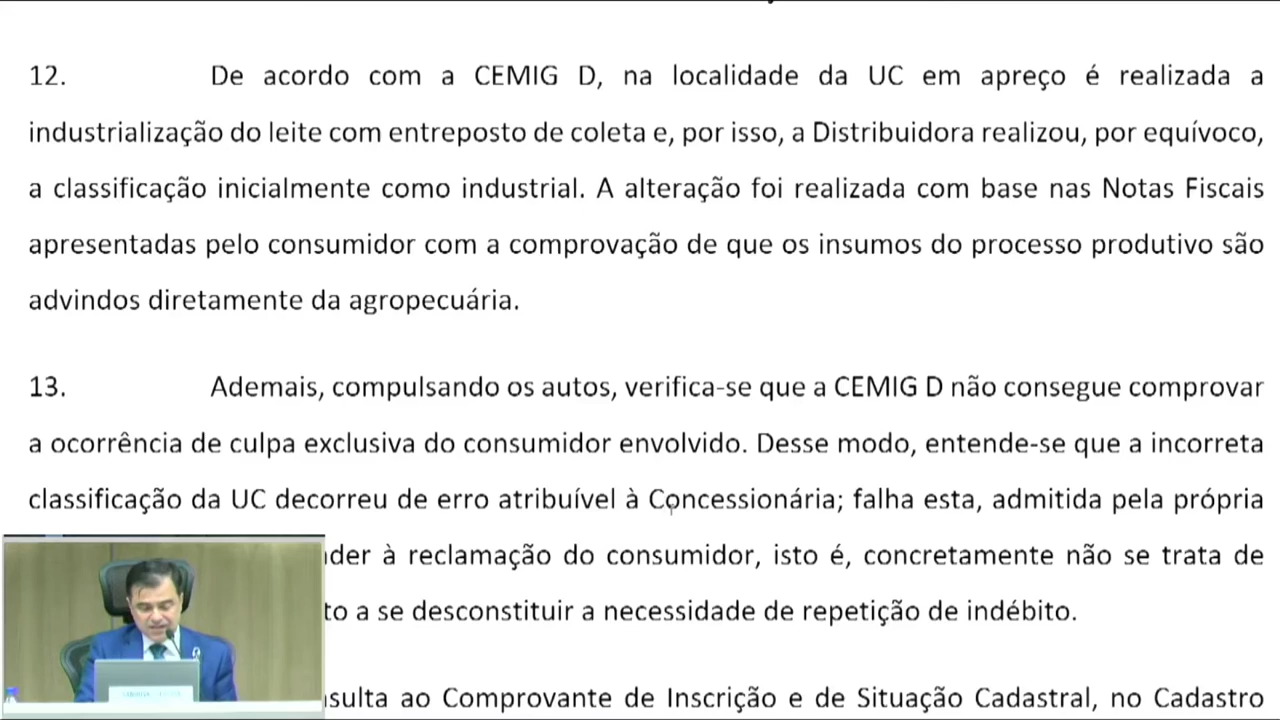 12. De acordo com a CEMIG D, na localidade da UC em apreço é realizada a
industrialização do leite com entreposto de coleta e, por isso, a Distribuidora realizou, por equívoco,
a classificação inicialmente como industrial. A alteração foi realizada com base nas Notas Fiscais
apresentadas pelo consumidor com a comprovação de que os insumos do processo produtivo são
advindos diretamente da agropecuária.
13. Ademais, compulsando os autos, verifica-se que a CEMIG D não consegue comprovar
a ocorrência de culpa exclusiva do consumidor envolvido. Desse modo, entende-se que a incorreta
classificação da UC decorreu de erro atribuível à Concessionária; falha esta, admitida pela própria
der à reclamação do consumidor, isto é, concretamente não se trata de
to a se desconstituir a necessidade de repetição de indébito.
sulta ao Comprovante de Inscrição e de Situação Cadastral, no Cadastro